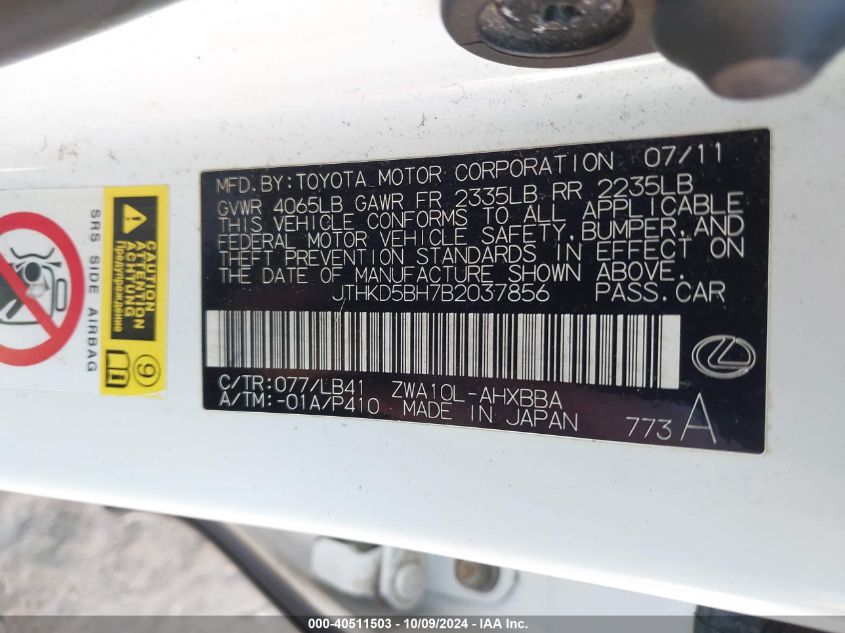 MFD. BY: TOYOTA MOTOR CORPORATION 07/11
GVWR 4065LB GAWR FR 2335LB RR 2235LB
THIS VEHICLE CONFORMS TO ALL APPLICABLE
FEDERAL MOTOR VEHICLE SAFETY, BUMPER, AND
THEFT PREVENTION STANDARDS IN EFFECT ON
THE DATE OF MANUFACTURE SHOWN ABOVE.
JTHKD5BH7B2037856 PASS. CAR
C/TR: 077/LB41 ZWA10L-AHXBBA
A/TM: -01A/P410 MADE IN JAPAN 773 A
SRS SIDE AIRBAG
CAUTION
ACHTUNG
ATTENTION
Предупреждение
9
000-40511503 - 10/09/2024 - IAA, Inc.